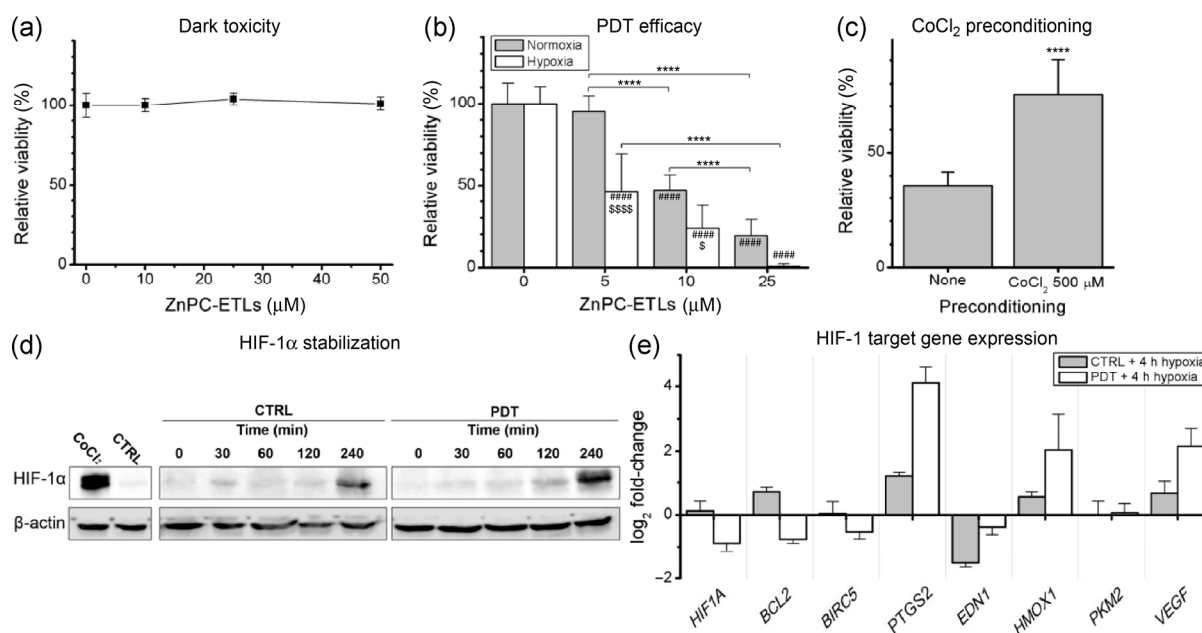 (a) Dark toxicity
Relative viability (%)
100
50
0
0 10 20 30 40 50
ZnPC-ETLs (μM)
(b) PDT efficacy
Normoxia
Hypoxia
Relative viability (%)
100
50
0
****
****
****
****
####
$$$$
####
####
$
####
####
0 5 10 25
ZnPC-ETLs (μM)
(c) CoCl₂ preconditioning
****
Relative viability (%)
50
0
None CoCl₂ 500 μM
Preconditioning
(d) HIF-1α stabilization
CoCl₂ CTRL
CTRL
Time (min)
0 30 60 120 240
PDT
Time (min)
0 30 60 120 240
HIF-1α
β-actin
(e) HIF-1 target gene expression
CTRL + 4 h hypoxia
PDT + 4 h hypoxia
log₂ fold-change
4
2
0
−2
HIF1A BCL2 BIRC5 PTGS2 EDN1 HMOX1 PKM2 VEGF